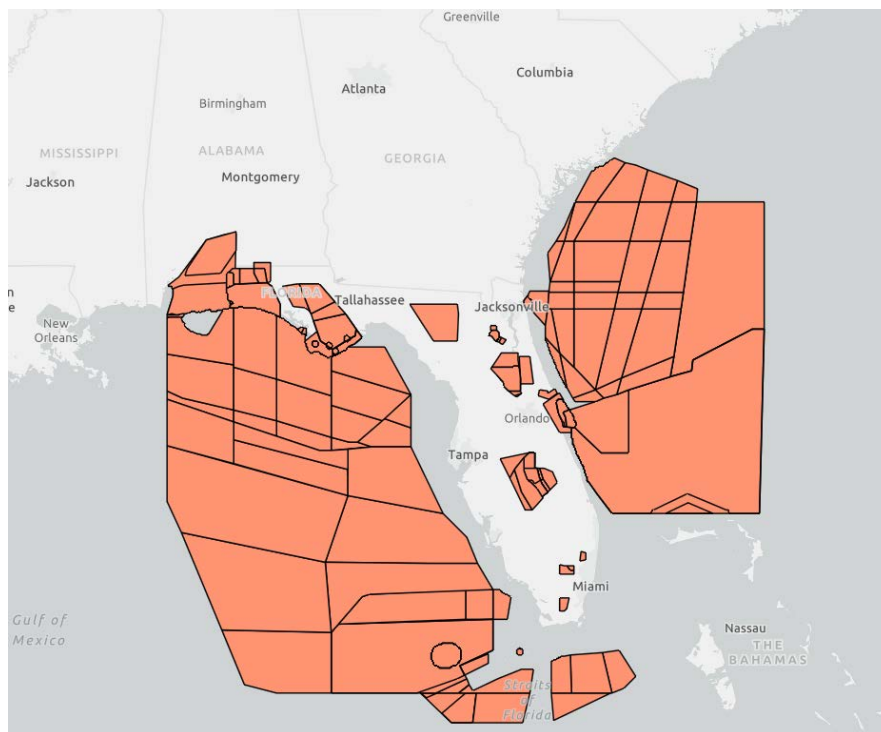 Greenville
Columbia
Atlanta
Birmingham
MISSISSIPPI
ALABAMA
GEORGIA
Jackson
Montgomery
FLORIDA
Tallahassee
Jacksonville
n
e
New
Orleans
Orlando
Tampa
Miami
Gulf of
Mexico
Nassau
THE
BAHAMAS
Straits
of
Florida